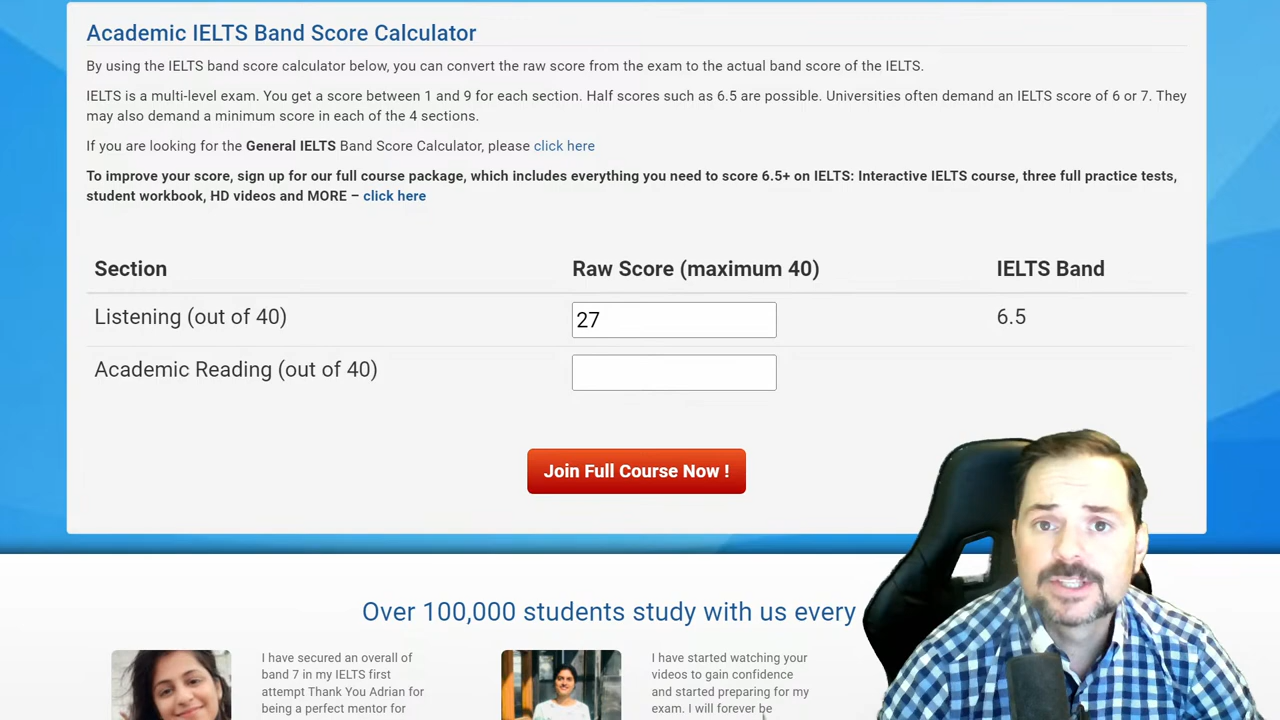 Academic IELTS Band Score Calculator
By using the IELTS band score calculator below, you can convert the raw score from the exam to the actual band score of the IELTS.
IELTS is a multi-level exam. You get a score between 1 and 9 for each section. Half scores such as 6.5 are possible. Universities often demand an IELTS score of 6 or 7. They
may also demand a minimum score in each of the 4 sections.
If you are looking for the General IELTS Band Score Calculator, please click here
To improve your score, sign up for our full course package, which includes everything you need to score 6.5+ on IELTS: Interactive IELTS course, three full practice tests,
student workbook, HD videos and MORE – click here
Section Raw Score (maximum 40) IELTS Band
Listening (out of 40) 27 6.5
Academic Reading (out of 40)
Join Full Course Now !
Over 100,000 students study with us every
I have secured an overall of
band 7 in my IELTS first
attempt Thank You Adrian for
being a perfect mentor for
I have started watching your
videos to gain confidence
and started preparing for my
exam. I will forever be